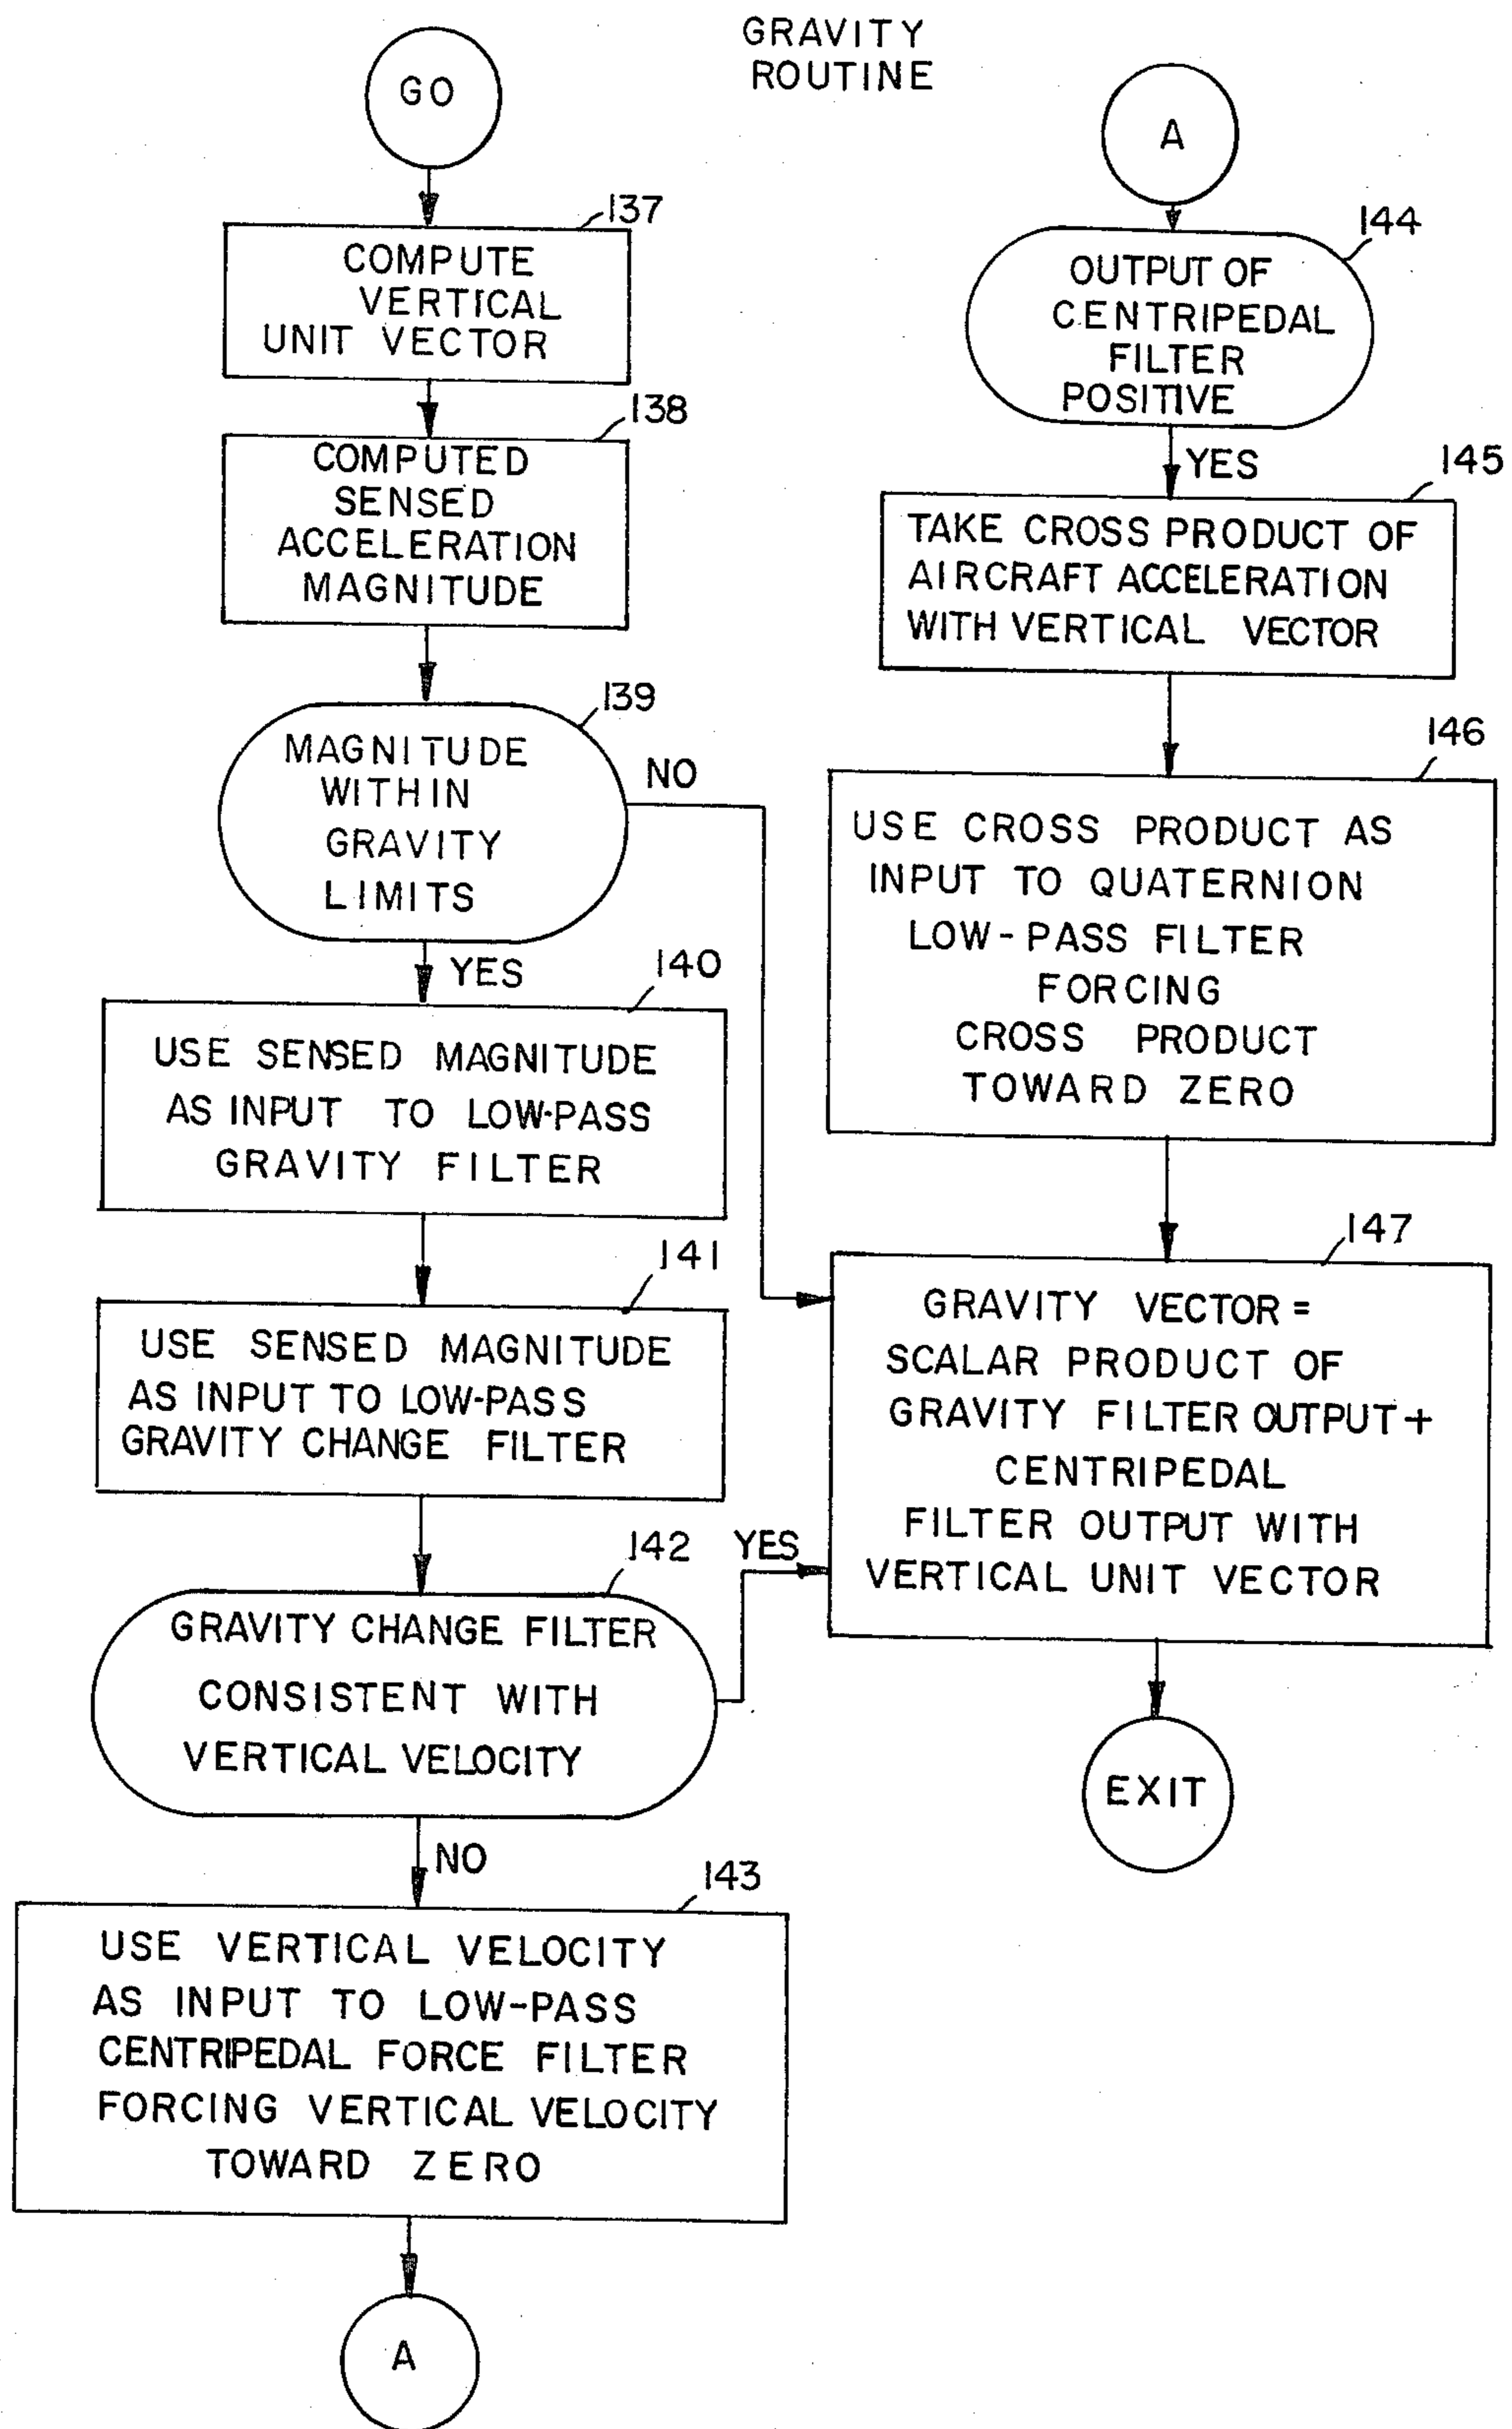 GRAVITY
ROUTINE
GO
137
COMPUTE
VERTICAL
UNIT VECTOR
138
COMPUTED
SENSED
ACCELERATION
MAGNITUDE
139
MAGNITUDE
WITHIN
GRAVITY
LIMITS
NO
YES
140
USE SENSED MAGNITUDE
AS INPUT TO LOW-PASS
GRAVITY FILTER
141
USE SENSED MAGNITUDE
AS INPUT TO LOW-PASS
GRAVITY CHANGE FILTER
142
YES
GRAVITY CHANGE FILTER
CONSISTENT WITH
VERTICAL VELOCITY
NO
143
USE VERTICAL VELOCITY
AS INPUT TO LOW-PASS
CENTRIPEDAL FORCE FILTER
FORCING VERTICAL VELOCITY
TOWARD ZERO
A
A
144
OUTPUT OF
CENTRIPEDAL
FILTER
POSITIVE
YES
145
TAKE CROSS PRODUCT OF
AIRCRAFT ACCELERATION
WITH VERTICAL VECTOR
146
USE CROSS PRODUCT AS
INPUT TO QUATERNION
LOW-PASS FILTER
FORCING
CROSS PRODUCT
TOWARD ZERO
147
GRAVITY VECTOR =
SCALAR PRODUCT OF
GRAVITY FILTER OUTPUT +
CENTRIPEDAL
FILTER OUTPUT WITH
VERTICAL UNIT VECTOR
EXIT